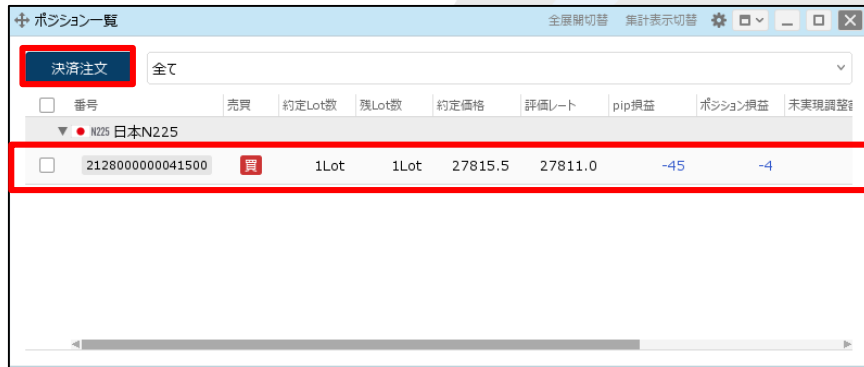 ポジション一覧 全展開切替 集計表示切替
決済注文 全て
番号 売買 約定Lot数 残Lot数 約定価格 評価レート pip損益 ポジション損益 未実現調整
N225 日本N225
2128000000041500 買 1Lot 1Lot 27815.5 27811.0 -45 -4